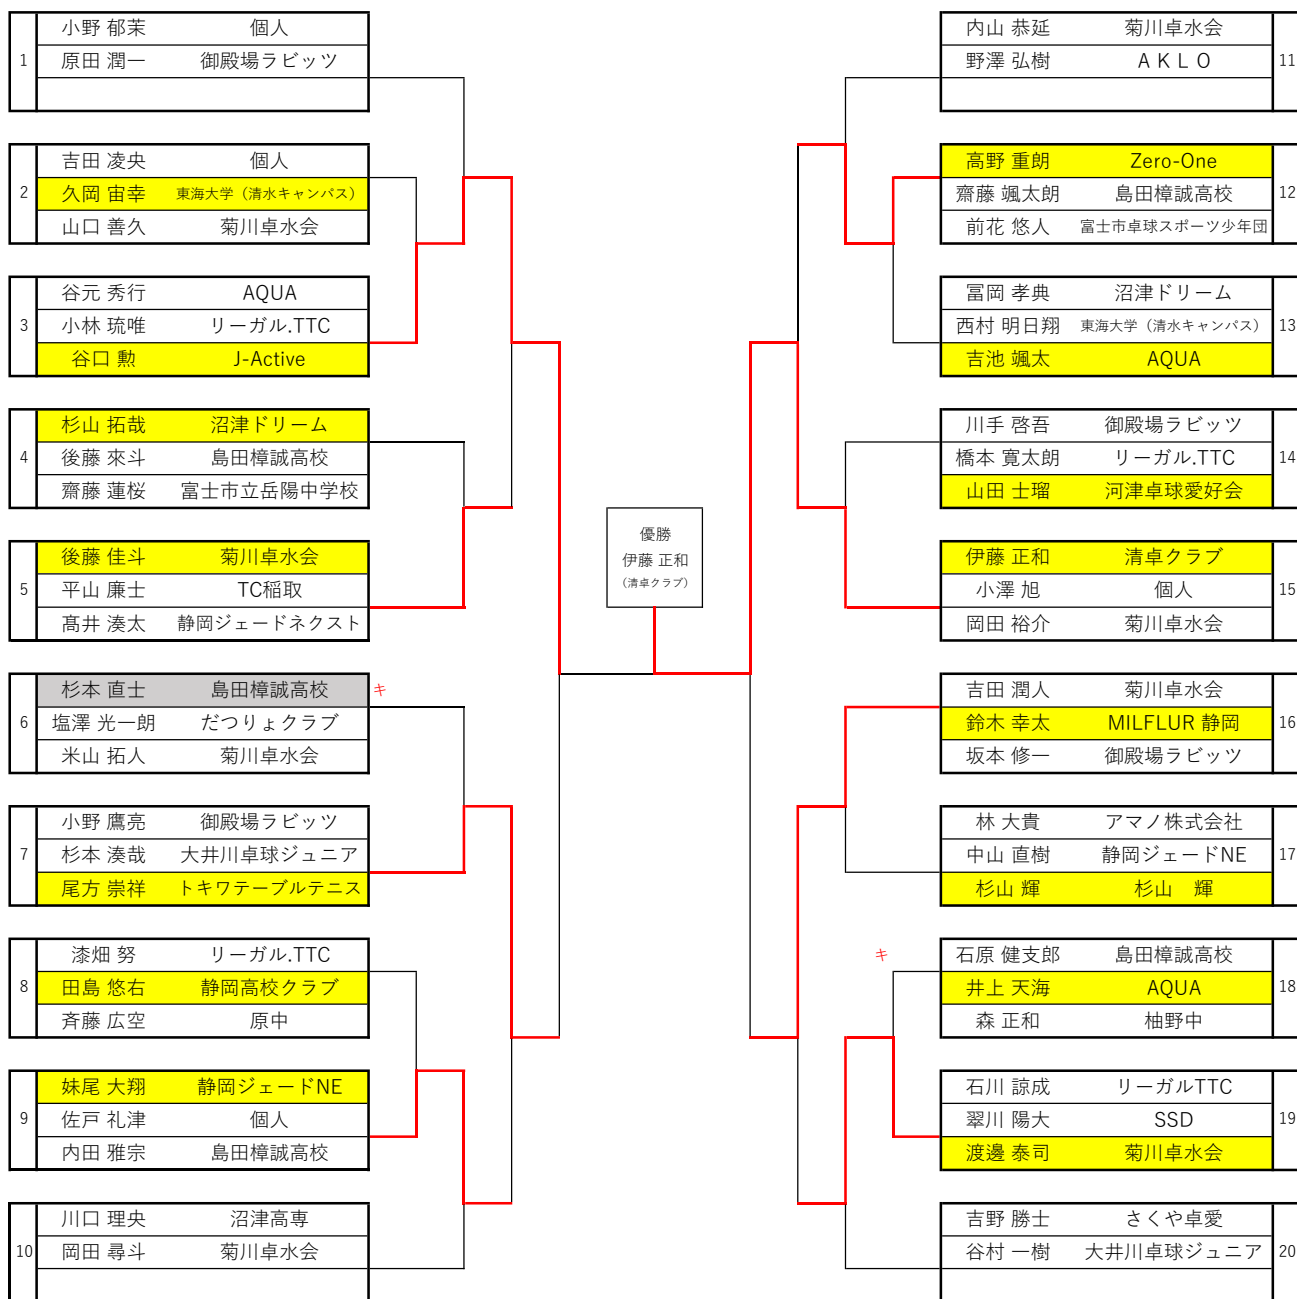 1
小野 郁茉 個人
原田 潤一 御殿場ラビッツ
2
吉田 凌央 個人
久岡 宙幸 東海大学（清水キャンパス）
山口 善久 菊川卓水会
3
谷元 秀行 AQUA
小林 琉唯 リーガル.TTC
谷口 勲 J-Active
4
杉山 拓哉 沼津ドリーム
後藤 來斗 島田樟誠高校
齋藤 蓮桜 富士市立岳陽中学校
5
後藤 佳斗 菊川卓水会
平山 廉士 TC稲取
髙井 湊太 静岡ジェードネクスト
6
杉本 直士 島田樟誠高校 キ
塩澤 光一朗 だつりょクラブ
米山 拓人 菊川卓水会
7
小野 鷹亮 御殿場ラビッツ
杉本 湊哉 大井川卓球ジュニア
尾方 崇祥 トキワテーブルテニス
8
漆畑 努 リーガル.TTC
田島 悠右 静岡高校クラブ
斉藤 広空 原中
9
妹尾 大翔 静岡ジェードNE
佐戸 礼津 個人
内田 雅宗 島田樟誠高校
10
川口 理央 沼津高専
岡田 尋斗 菊川卓水会
優勝
伊藤 正和
（清卓クラブ）
内山 恭延 菊川卓水会
野澤 弘樹 ＡＫＬＯ
11
高野 重朗 Zero-One
齋藤 颯太朗 島田樟誠高校
前花 悠人 富士市卓球スポーツ少年団
12
冨岡 孝典 沼津ドリーム
西村 明日翔 東海大学（清水キャンパス）
吉池 颯太 AQUA
13
川手 啓吾 御殿場ラビッツ
橋本 寛太朗 リーガル.TTC
山田 士瑠 河津卓球愛好会
14
伊藤 正和 清卓クラブ
小澤 旭 個人
岡田 裕介 菊川卓水会
15
吉田 潤人 菊川卓水会
鈴木 幸太 MILFLUR 静岡
坂本 修一 御殿場ラビッツ
16
林 大貴 アマノ株式会社
中山 直樹 静岡ジェードNE
杉山 輝 杉山　輝
17
キ 石原 健支郎 島田樟誠高校
井上 天海 AQUA
森 正和 柚野中
18
石川 諒成 リーガルTTC
翠川 陽大 SSD
渡邊 泰司 菊川卓水会
19
吉野 勝士 さくや卓愛
谷村 一樹 大井川卓球ジュニア
20